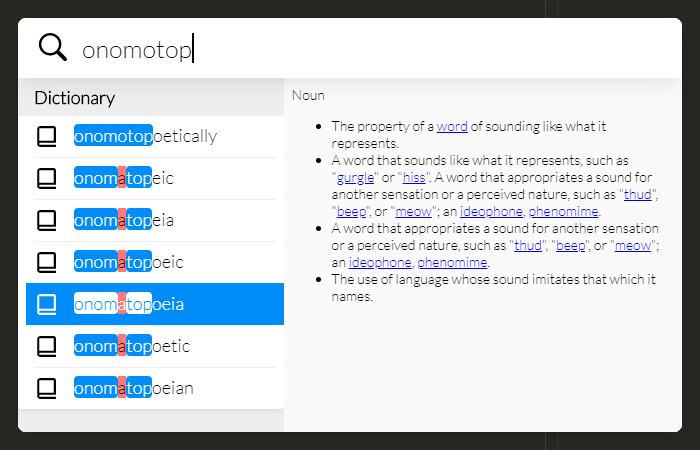 onomotop
Dictionary
onomotopoetically
onomatopeic
onomatopeia
onomatopoeic
onomatopoeia
onomatopoetic
onomatopoeian
Noun
The property of a word of sounding like what it
represents.
A word that sounds like what it represents, such as
"gurgle" or "hiss". A word that appropriates a sound for
another sensation or a perceived nature, such as "thud",
"beep", or "meow"; an ideophone, phenomime.
A word that appropriates a sound for another sensation
or a perceived nature, such as "thud", "beep", or "meow";
an ideophone, phenomime.
The use of language whose sound imitates that which it
names.